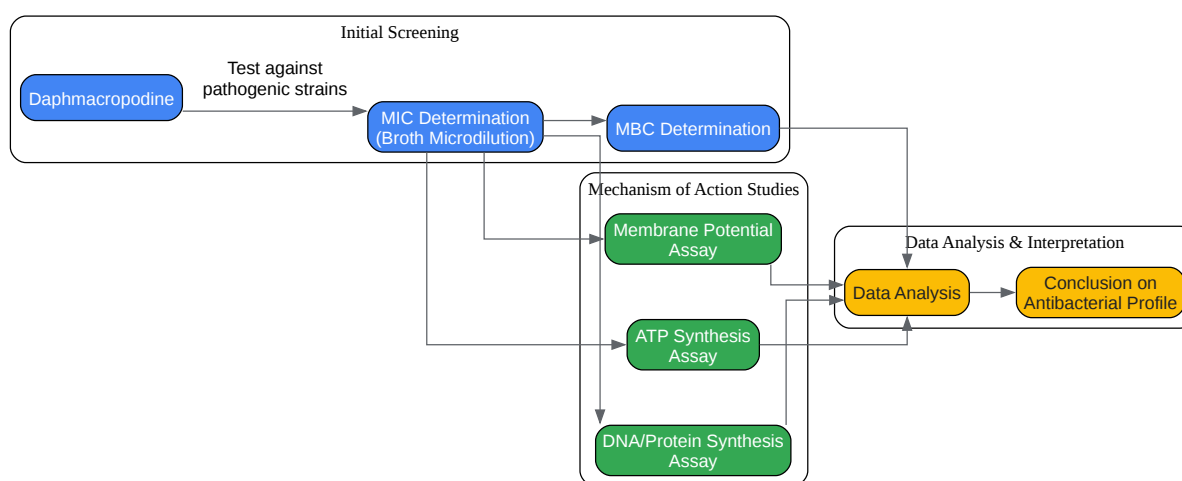 Initial Screening
Daphmacropodine
Test against
pathogenic strains
MIC Determination
(Broth Microdilution)
MBC Determination
Mechanism of Action Studies
Membrane Potential
Assay
ATP Synthesis
Assay
DNA/Protein Synthesis
Assay
Data Analysis & Interpretation
Data Analysis
Conclusion on
Antibacterial Profile